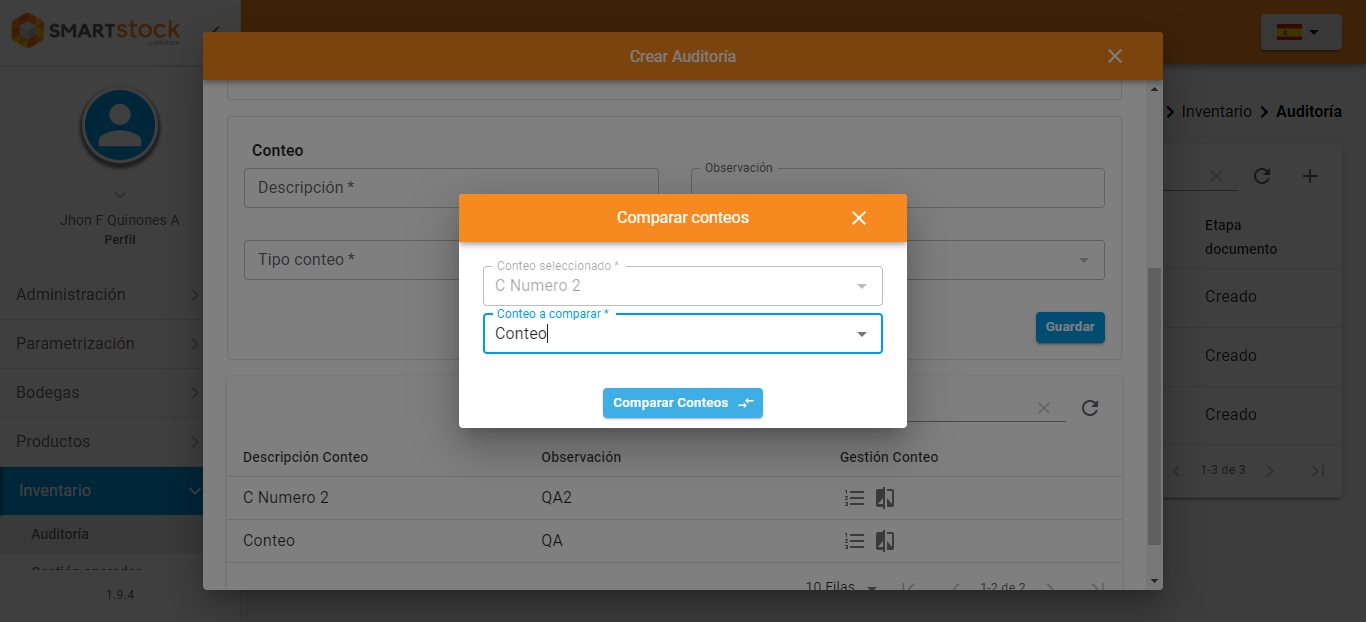 SMARTstock
Crear Auditoría
Jhon F Quinones A
Perfil
Administración
Parametrización
Bodegas
Productos
Inventario
Auditoría
1.9.4
Conteo
Descripción *
Observación
Tipo conteo *
Guardar
Comparar conteos
Conteo seleccionado *
C Numero 2
Conteo a comparar *
Conteo
Comparar Conteos
Descripción Conteo Observación Gestión Conteo
C Numero 2 QA2
Conteo QA
10 Filas 1-2 de 2
Inventario Auditoría
Etapa
documento
Creado
Creado
Creado
1-3 de 3